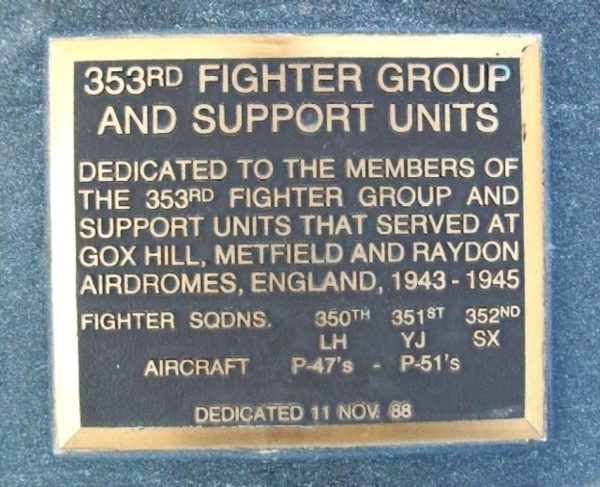 353RD FIGHTER GROUP
AND SUPPORT UNITS
DEDICATED TO THE MEMBERS OF
THE 353RD FIGHTER GROUP AND
SUPPORT UNITS THAT SERVED AT
GOX HILL, METFIELD AND RAYDON
AIRDROMES, ENGLAND, 1943 - 1945
FIGHTER SQDNS. 350TH 351ST 352ND
LH YJ SX
AIRCRAFT P-47's - P-51's
DEDICATED 11 NOV. 88